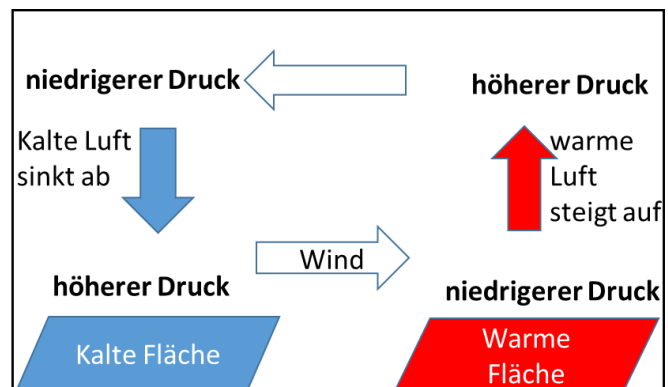 niedrigerer Druck
höherer Druck
Kalte Luft
sinkt ab
warme
Luft
steigt auf
Wind
höherer Druck
niedrigerer Druck
Kalte Fläche
Warme
Fläche